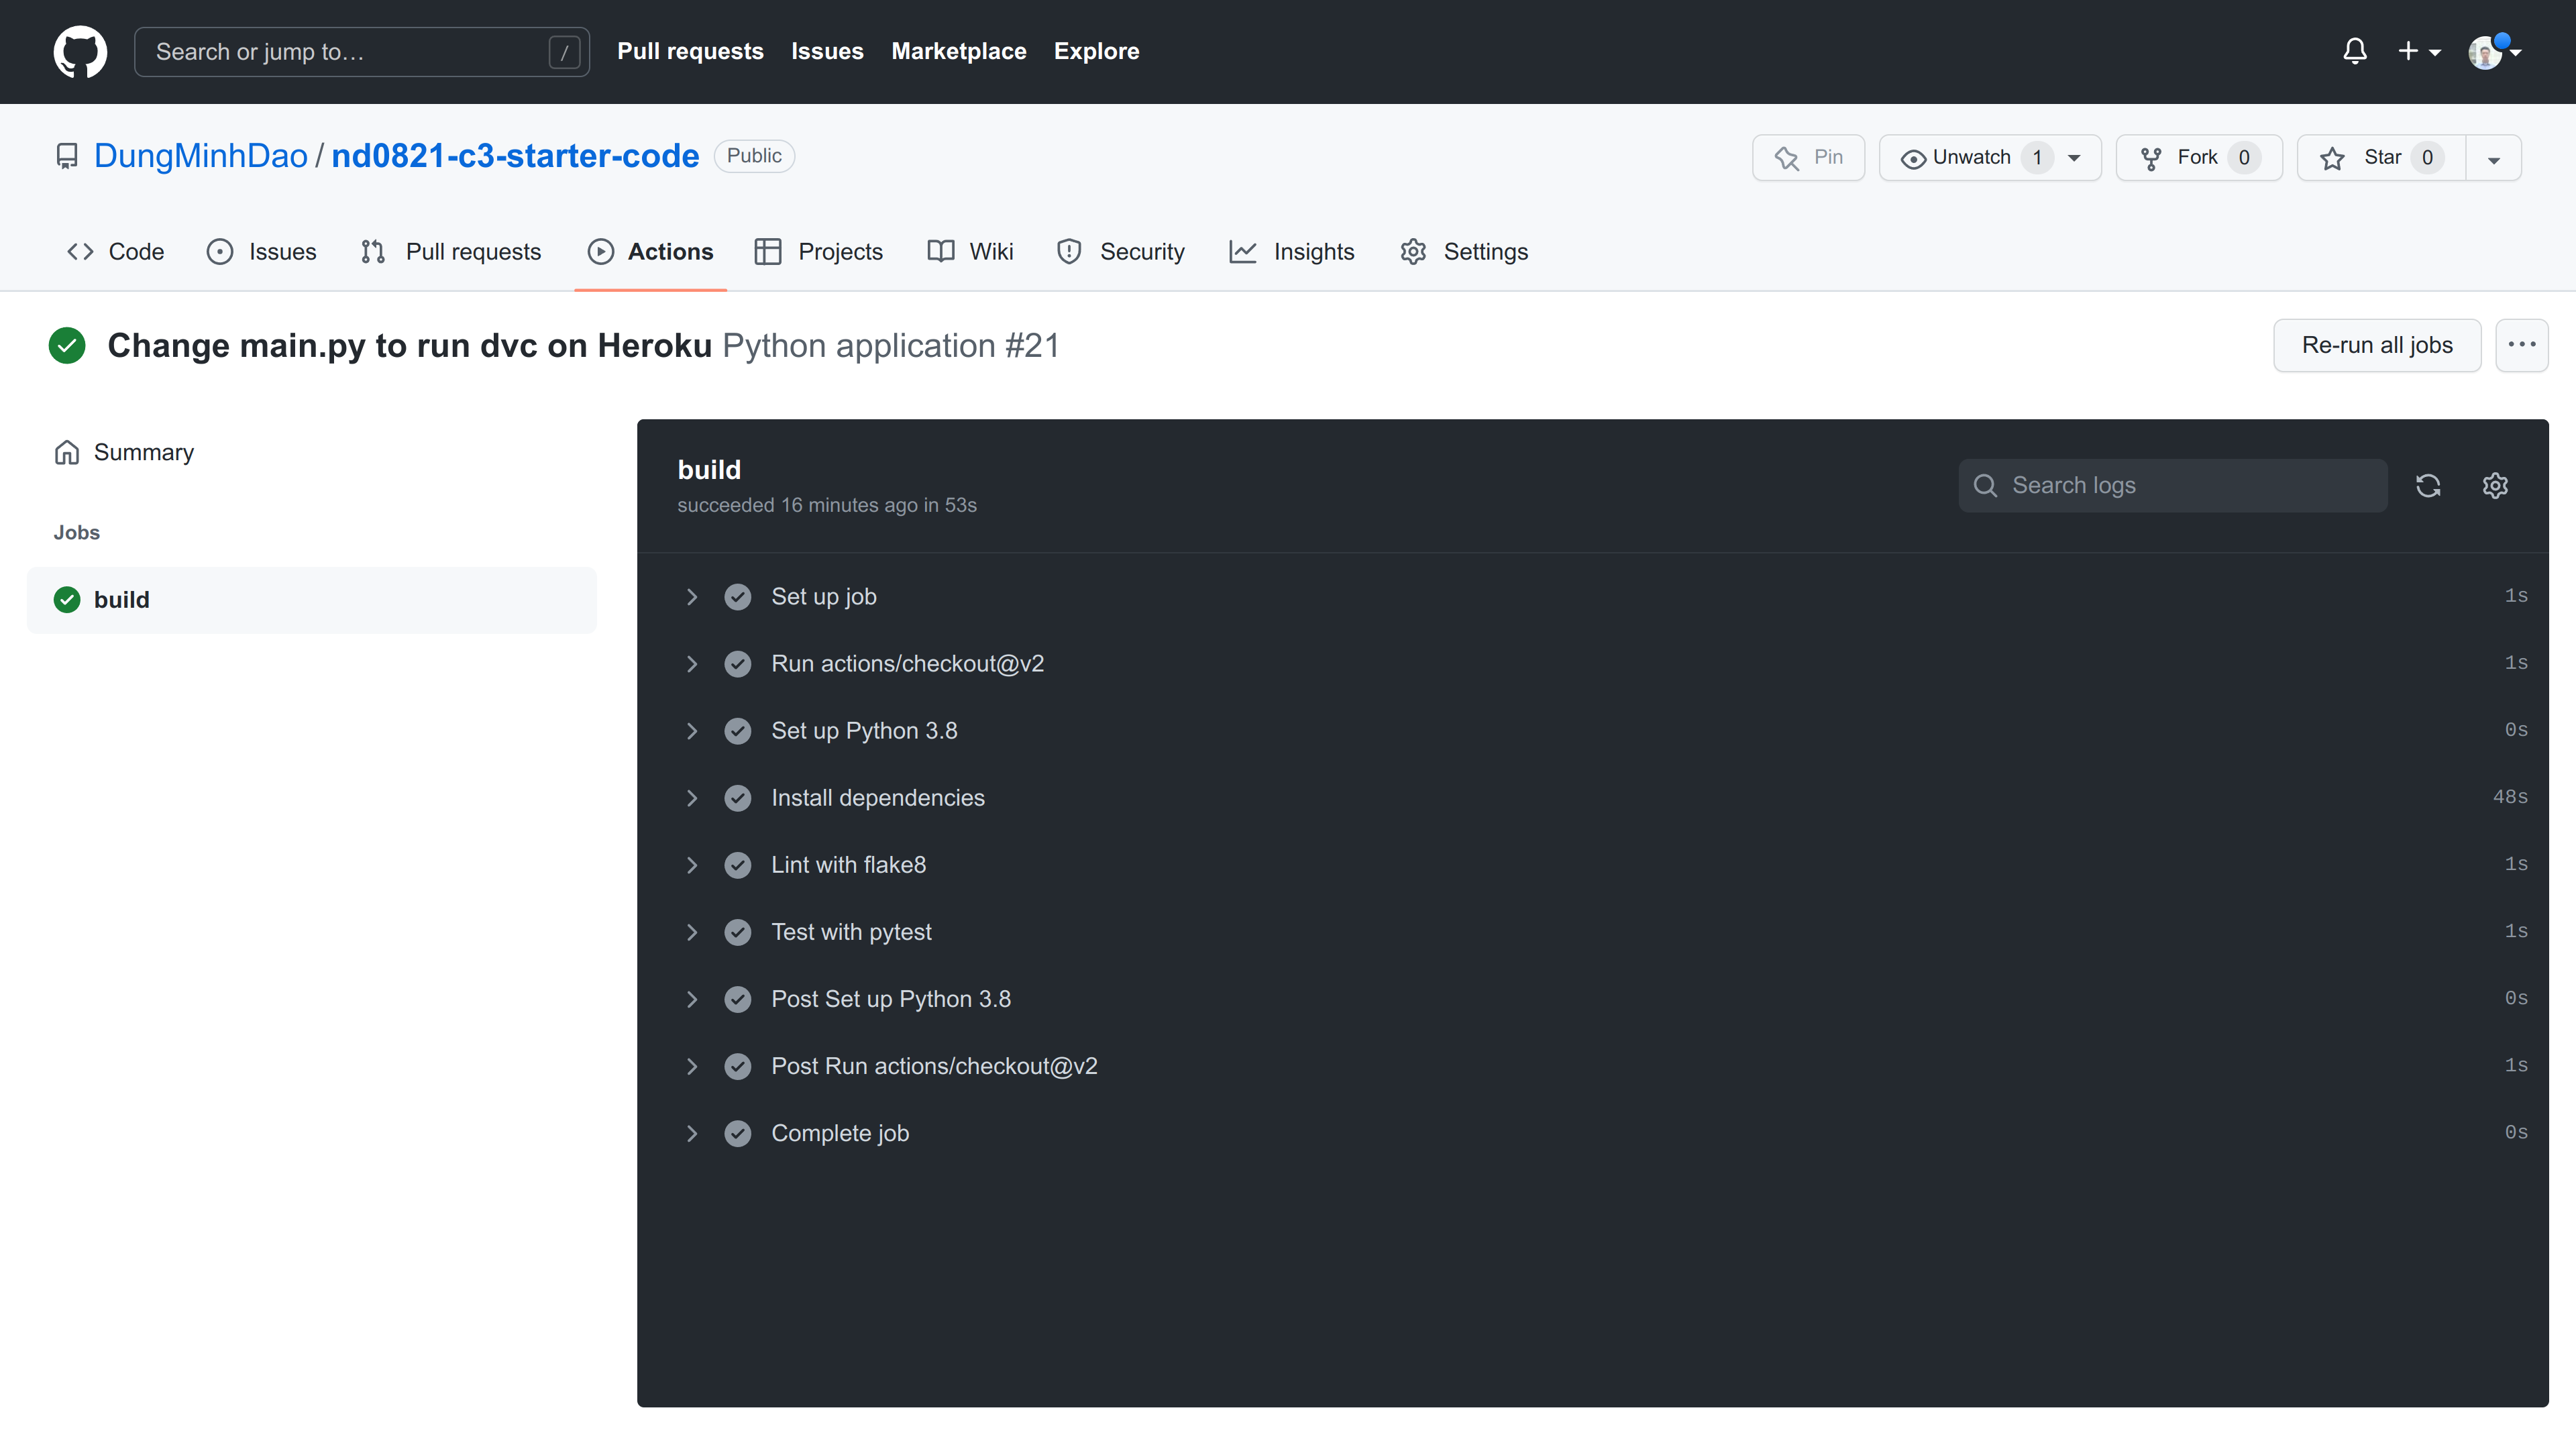 Search or jump to… /
Pull requests Issues Marketplace Explore
DungMinhDao / nd0821-c3-starter-code Public
Pin Unwatch 1 Fork 0 Star 0
Code Issues Pull requests Actions Projects Wiki Security Insights Settings
Change main.py to run dvc on Heroku Python application #21
Re-run all jobs
Summary
Jobs
build
build
succeeded 16 minutes ago in 53s
Search logs
Set up job 1s
Run actions/checkout@v2 1s
Set up Python 3.8 0s
Install dependencies 48s
Lint with flake8 1s
Test with pytest 1s
Post Set up Python 3.8 0s
Post Run actions/checkout@v2 1s
Complete job 0s